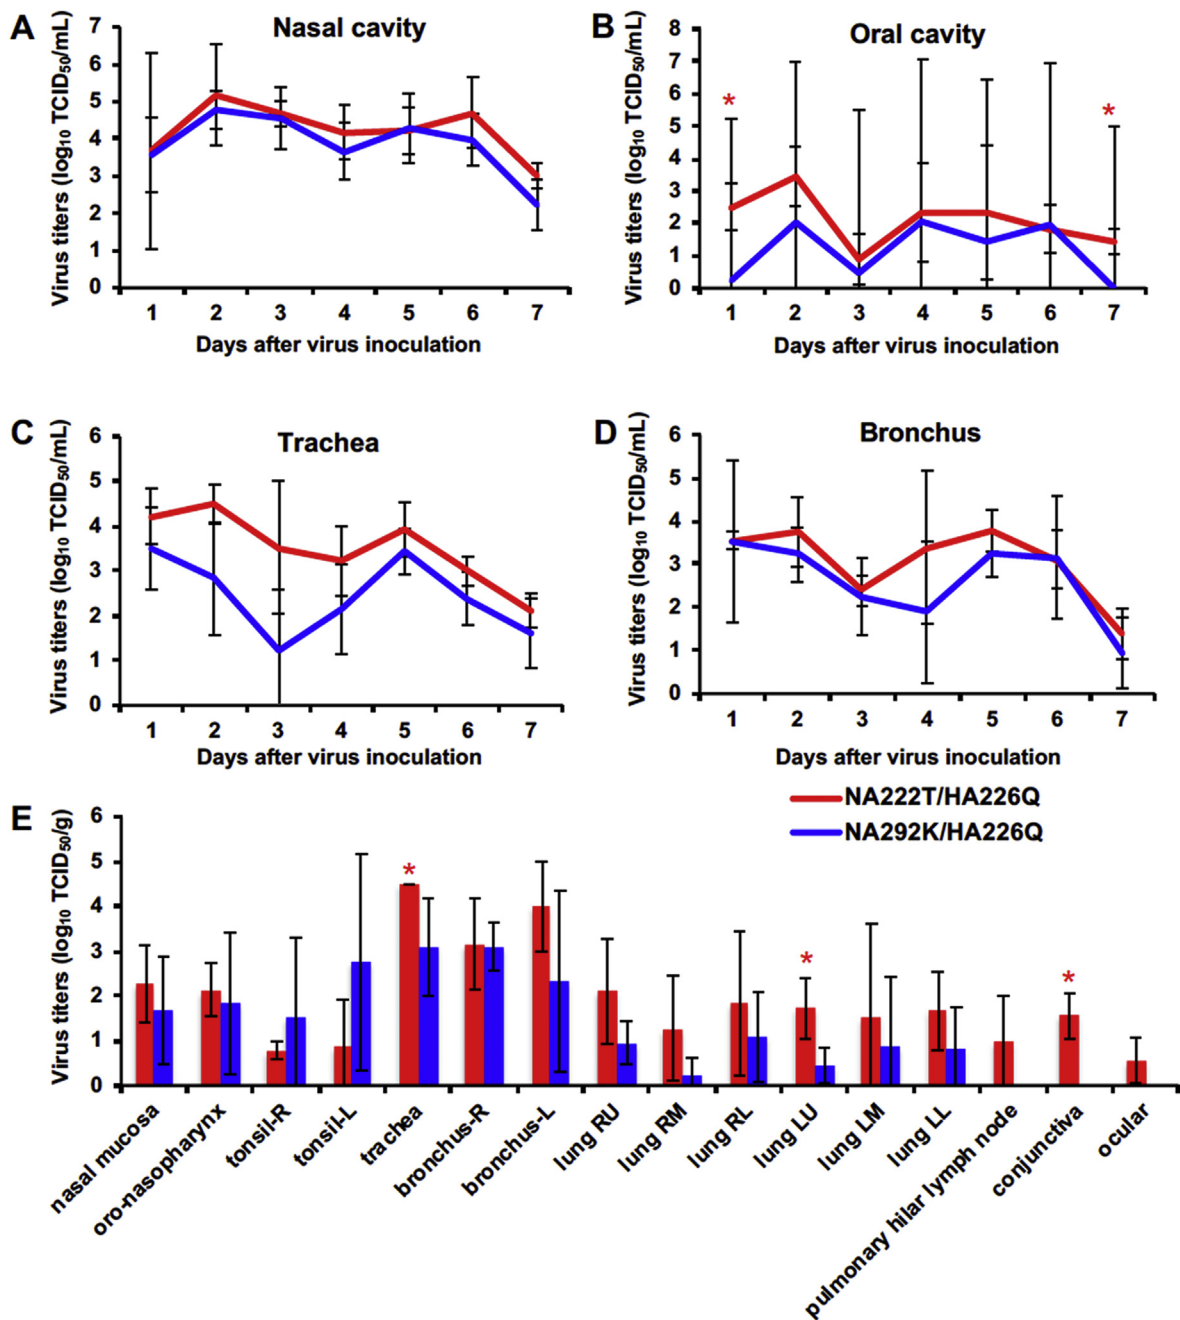 A
Nasal cavity
Virus titers (log10 TCID50/mL)
7
6
5
4
3
2
1
0
1 2 3 4 5 6 7
Days after virus inoculation
B
Oral cavity
Virus titers (log10 TCID50/mL)
8
7
6
5
4
3
2
1
0
*
*
1 2 3 4 5 6 7
Days after virus inoculation
C
Trachea
Virus titers (log10 TCID50/mL)
6
5
4
3
2
1
0
1 2 3 4 5 6 7
Days after virus inoculation
D
Bronchus
Virus titers (log10 TCID50/mL)
6
5
4
3
2
1
0
1 2 3 4 5 6 7
Days after virus inoculation
NA222T/HA226Q
NA292K/HA226Q
E
Virus titers (log10 TCID50/g)
6
5
4
3
2
1
0
*
*
*
nasal mucosa
oro-nasopharynx
tonsil-R
tonsil-L
trachea
bronchus-R
bronchus-L
lung RU
lung RM
lung RL
lung LU
lung LM
lung LL
pulmonary hilar lymph node
conjunctiva
ocular